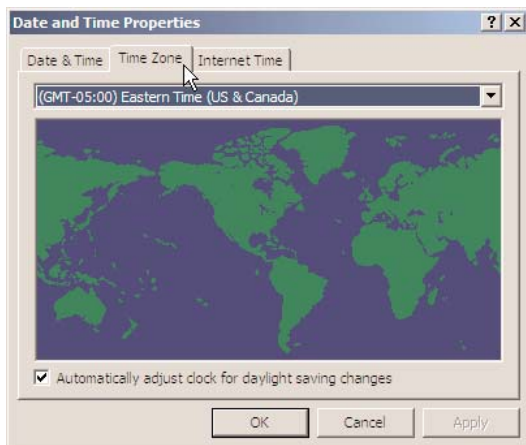 Date and Time Properties
Date & Time Time Zone Internet Time
(GMT-05:00) Eastern Time (US & Canada)
Automatically adjust clock for daylight saving changes
OK Cancel Apply